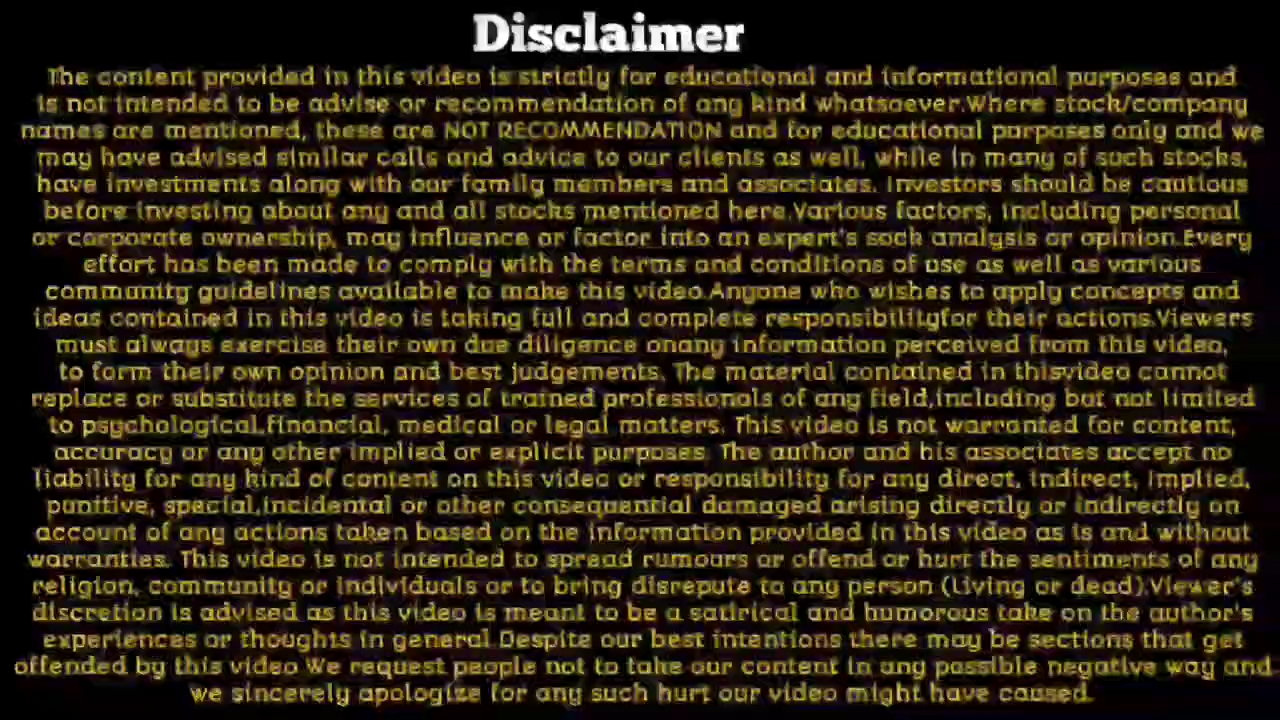 Disclaimer
The content provided in this video is strictly for educational and informational purposes and
is not intended to be advise or recommendation of any kind whatsoever.Where stock/company
names are mentioned, these are NOT RECOMMENDATION and for educational purposes only and we
may have advised similar calls and advice to our clients as well, while in many of such stocks,
have investments along with our family members and associates. Investors should be cautious
before investing about any and all stocks mentioned here.Various factors, including personal
or corporate ownership, may influence or factor into an expert's sock analysis or opinion.Every
effort has been made to comply with the terms and conditions of use as well as various
community guidelines available to make this video.Anyone who wishes to apply concepts and
ideas contained in this video is taking full and complete responsibilityfor their actions.Viewers
must always exercise their own due diligence onany information perceived from this video,
to form their own opinion and best judgements. The material contained in thisvideo cannot
replace or substitute the services of trained professionals of any field,including but not limited
to psychological,financial, medical or legal matters. This video is not warranted for content,
accuracy or any other implied or explicit purposes. The author and his associates accept no
liability for any kind of content on this video or responsibility for any direct, indirect, implied,
punitive, special,incidental or other consequential damaged arising directly or indirectly on
account of any actions taken based on the information provided in this video as is and without
warranties. This video is not intended to spread rumours or offend or hurt the sentiments of any
religion, community or individuals or to bring disrepute to any person (Living or dead).Viewer's
discretion is advised as this video is meant to be a satirical and humorous take on the author's
experiences or thoughts in general.Despite our best intentions there may be sections that get
offended by this video.We request people not to take our content in any possible negative way and
we sincerely apologize for any such hurt our video might have caused.